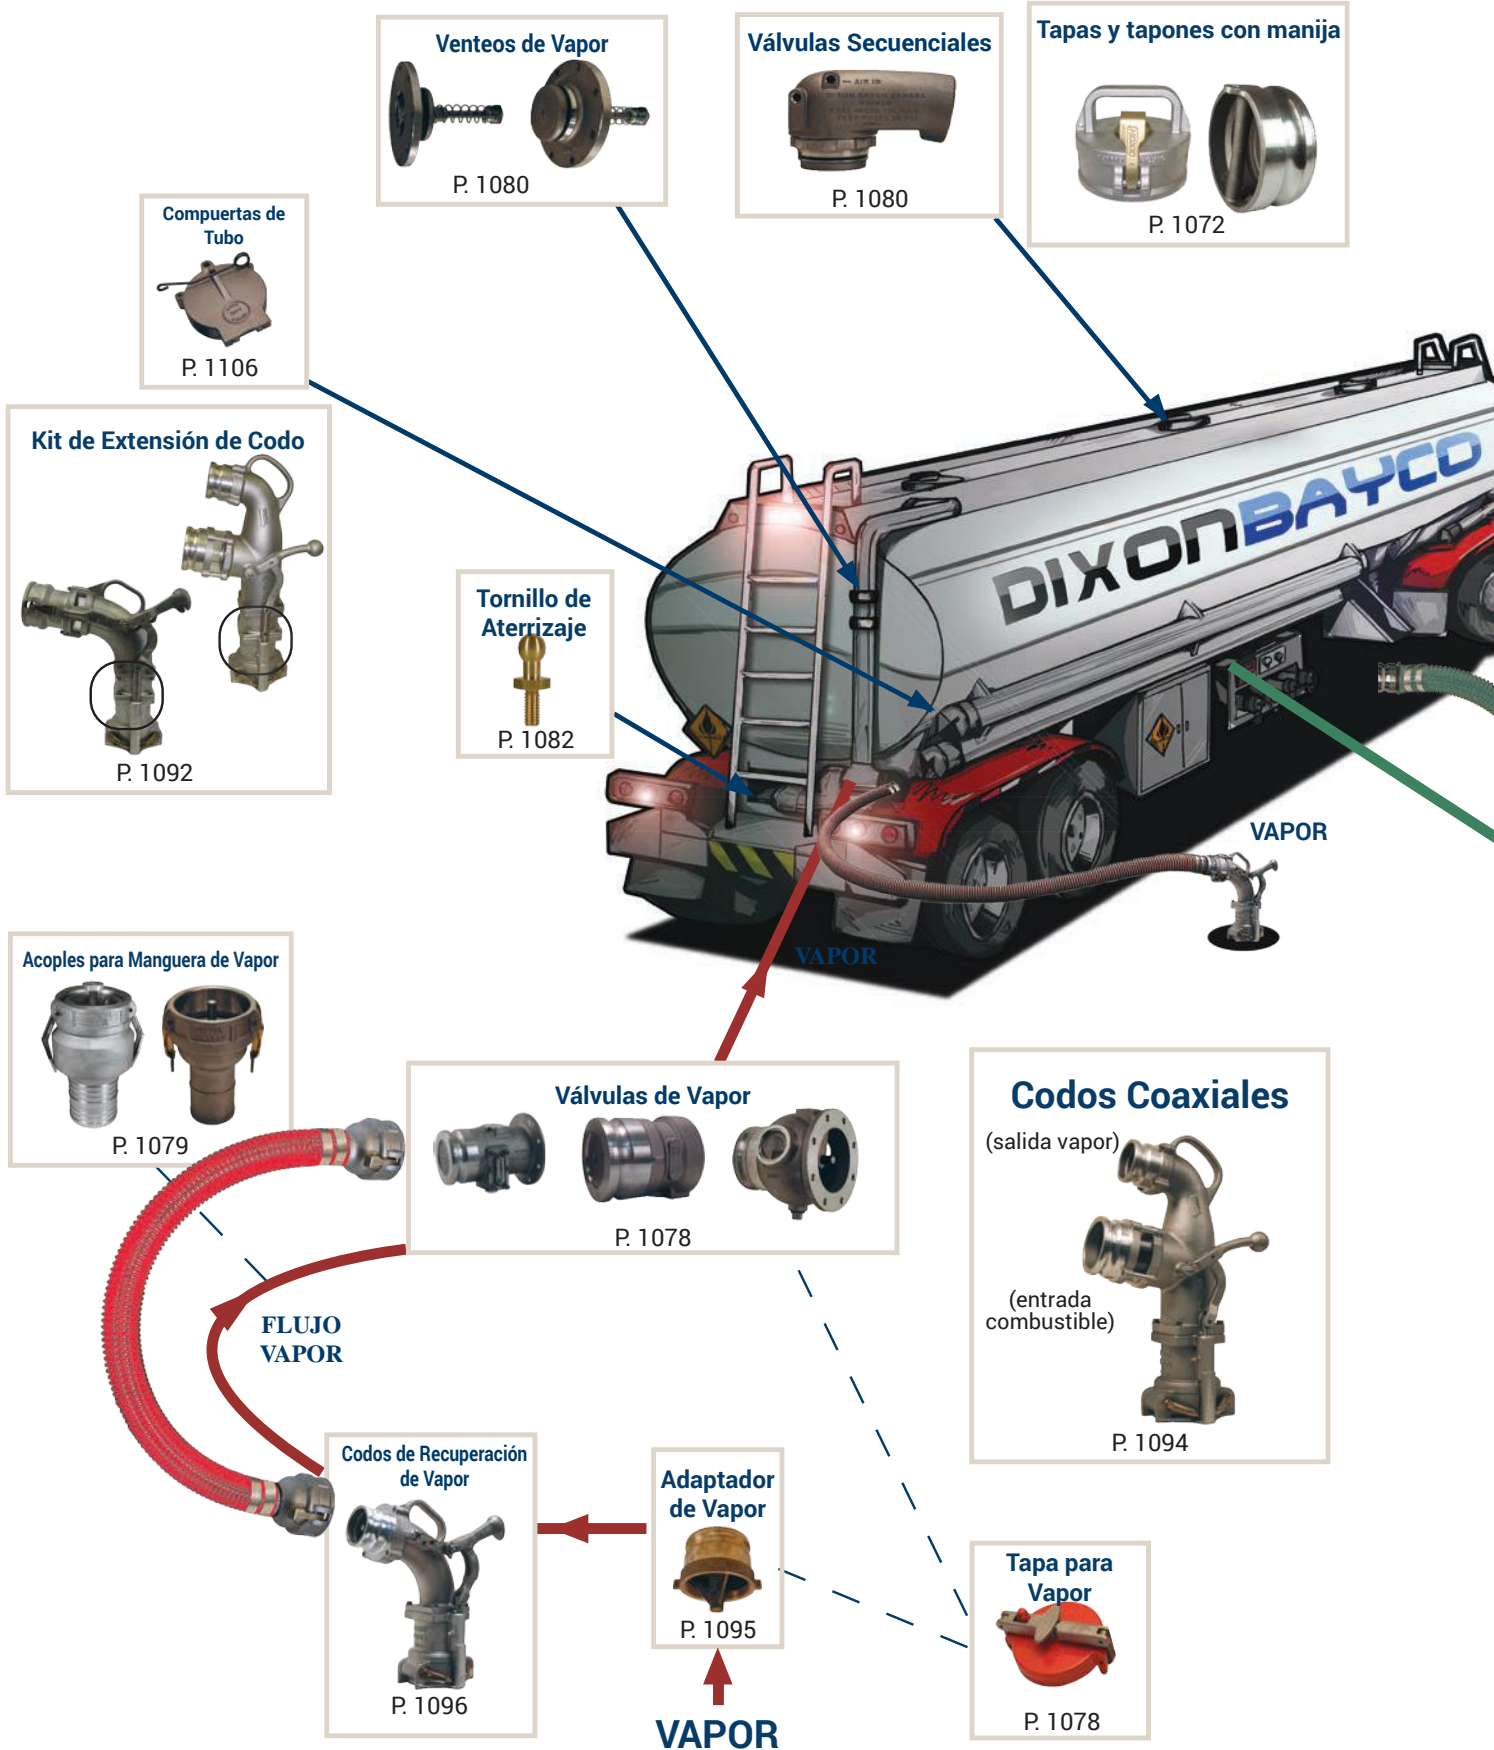 Venteos de Vapor
P. 1080
Válvulas Secuenciales
P. 1080
Tapas y tapones con manija
P. 1072
Compuertas de
Tubo
P. 1106
Kit de Extensión de Codo
P. 1092
Tornillo de
Aterrizaje
P. 1082
DIXONBAYCO
VAPOR
VAPOR
Acoples para Manguera de Vapor
P. 1079
Válvulas de Vapor
P. 1078
Codos Coaxiales
(salida vapor)
(entrada
combustible)
P. 1094
FLUJO
VAPOR
Codos de Recuperación
de Vapor
P. 1096
Adaptador
de Vapor
P. 1095
VAPOR
Tapa para
Vapor
P. 1078